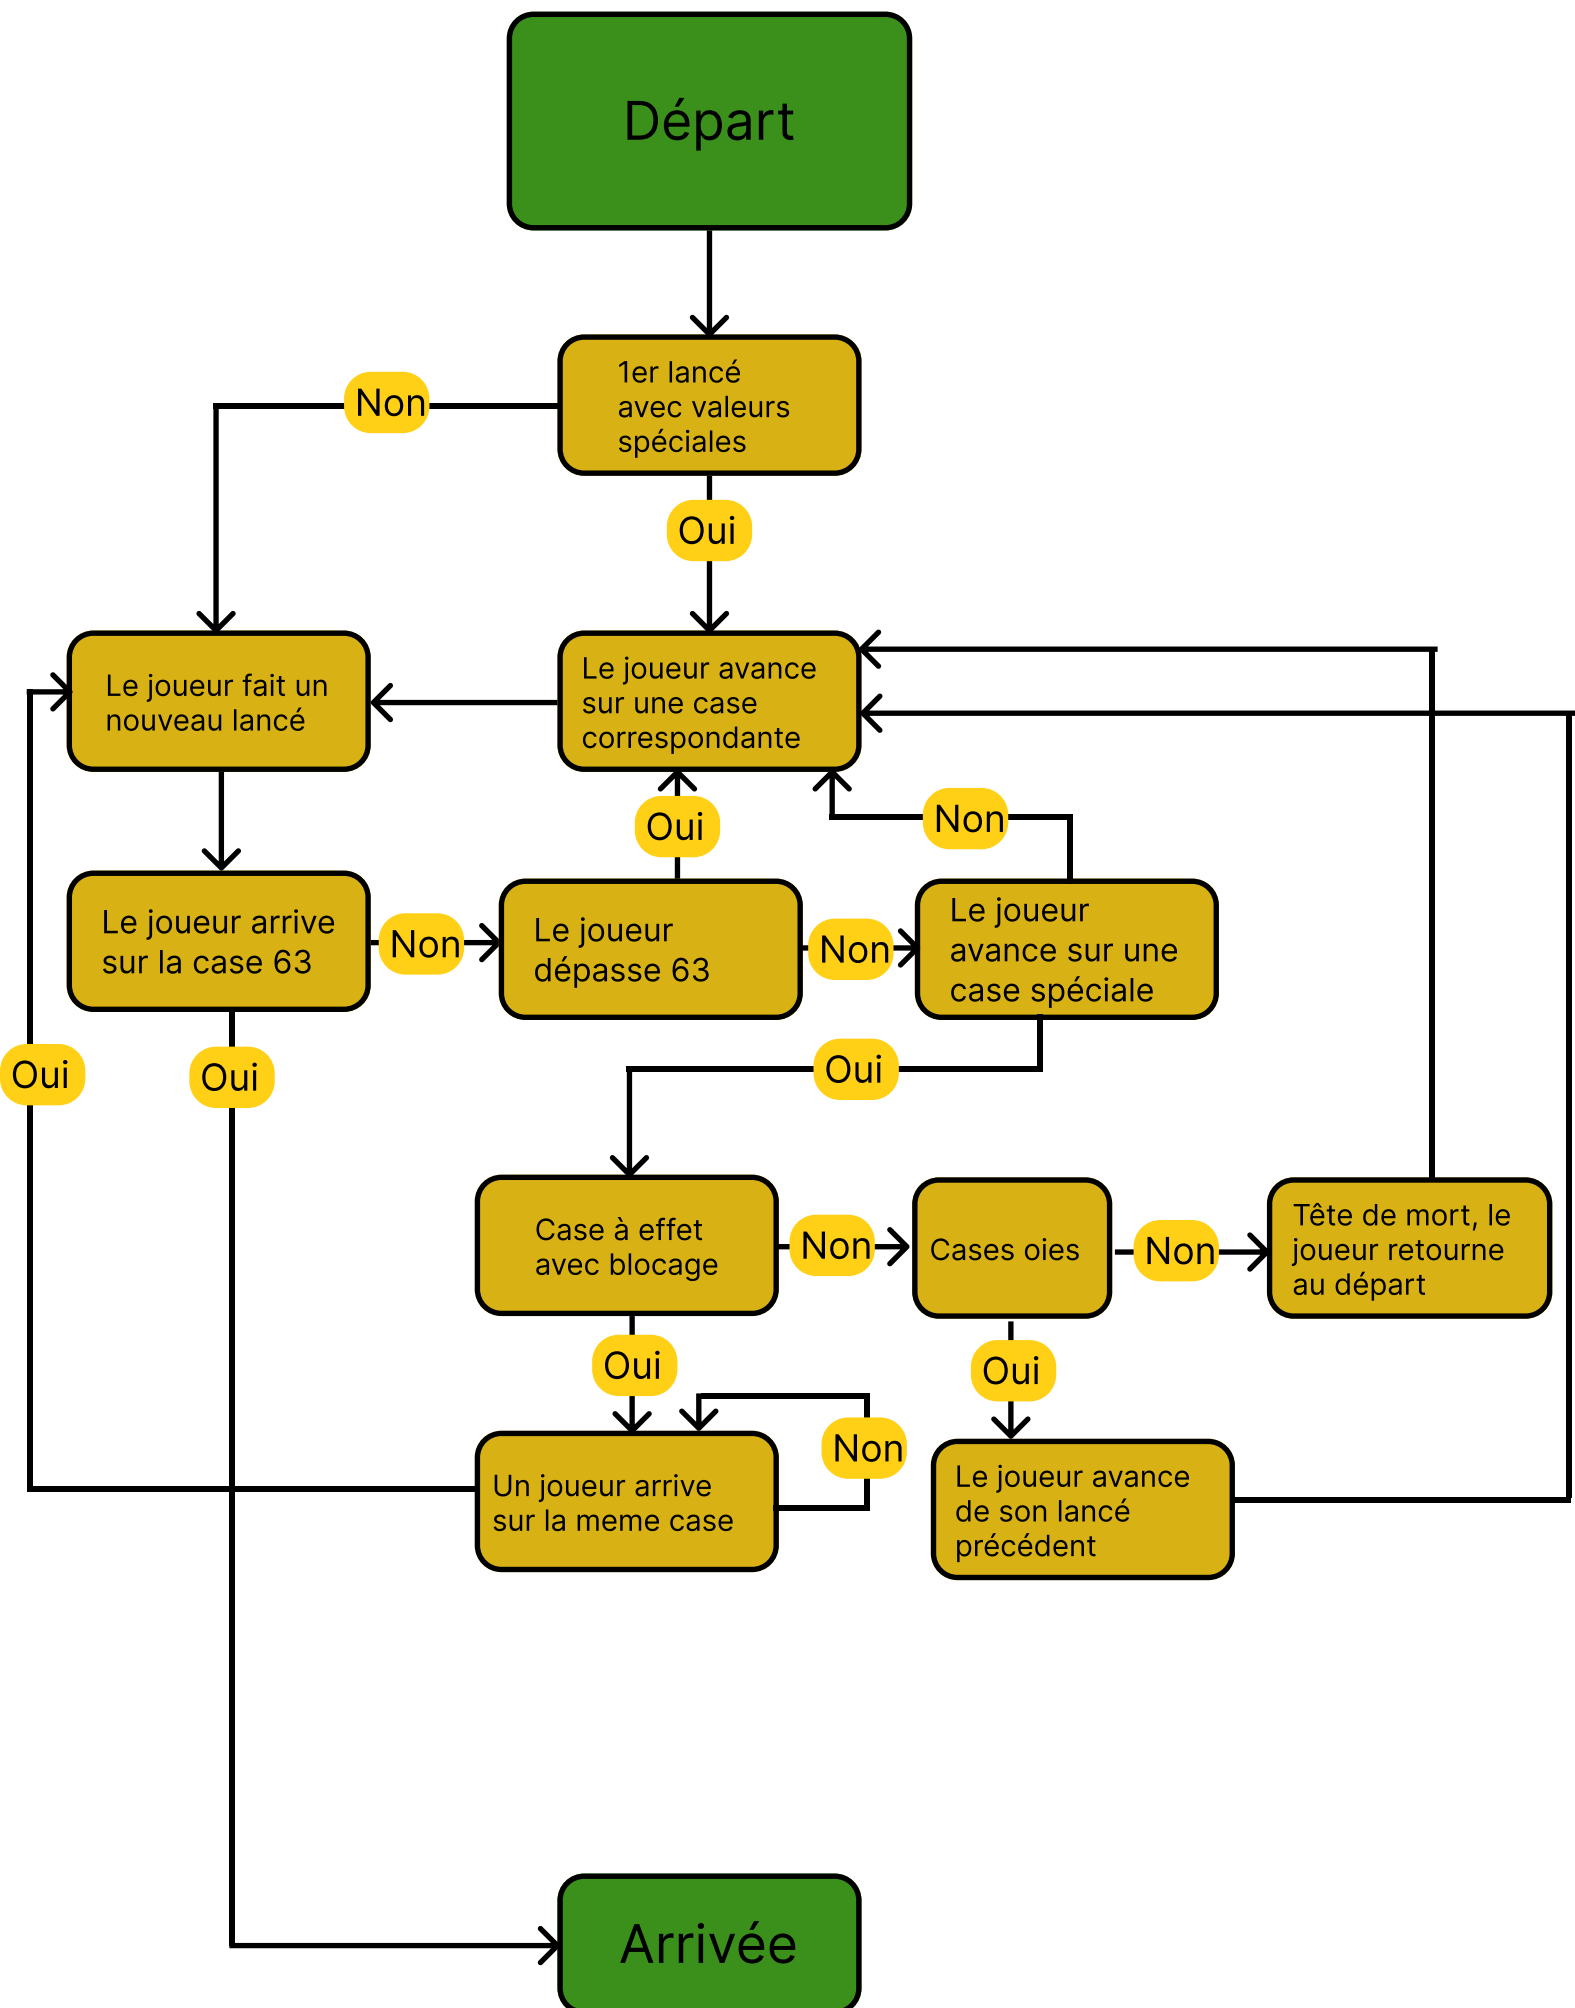 Départ
1er lancé
avec valeurs
spéciales
Non
Oui
Le joueur fait un
nouveau lancé
Le joueur avance
sur une case
correspondante
Oui
Non
Le joueur arrive
sur la case 63
Non
Le joueur
dépasse 63
Non
Le joueur
avance sur une
case spéciale
Oui
Oui
Oui
Case à effet
avec blocage
Non
Cases oies
Non
Tête de mort, le
joueur retourne
au départ
Oui
Oui
Non
Un joueur arrive
sur la meme case
Le joueur avance
de son lancé
précédent
Arrivée